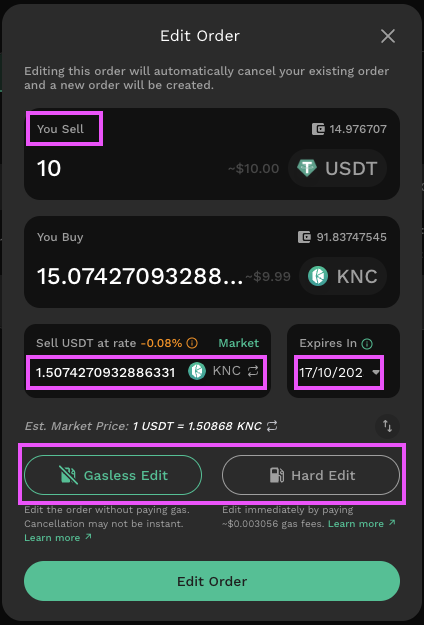 Edit Order
Editing this order will automatically cancel your existing order
and a new order will be created.
You Sell 14.976707
10 ~$10.00 USDT
You Buy 91.83747545
15.07427093288... ~$9.99 KNC
Sell USDT at rate -0.08% Market
1.5074270932886331 KNC
Expires In
17/10/202
Est. Market Price: 1 USDT = 1.50868 KNC
Gasless Edit
Edit the order without paying gas.
Cancellation may not be instant.
Learn more ↗
Hard Edit
Edit immediately by paying
~$0.003056 gas fees. Learn more ↗
Edit Order